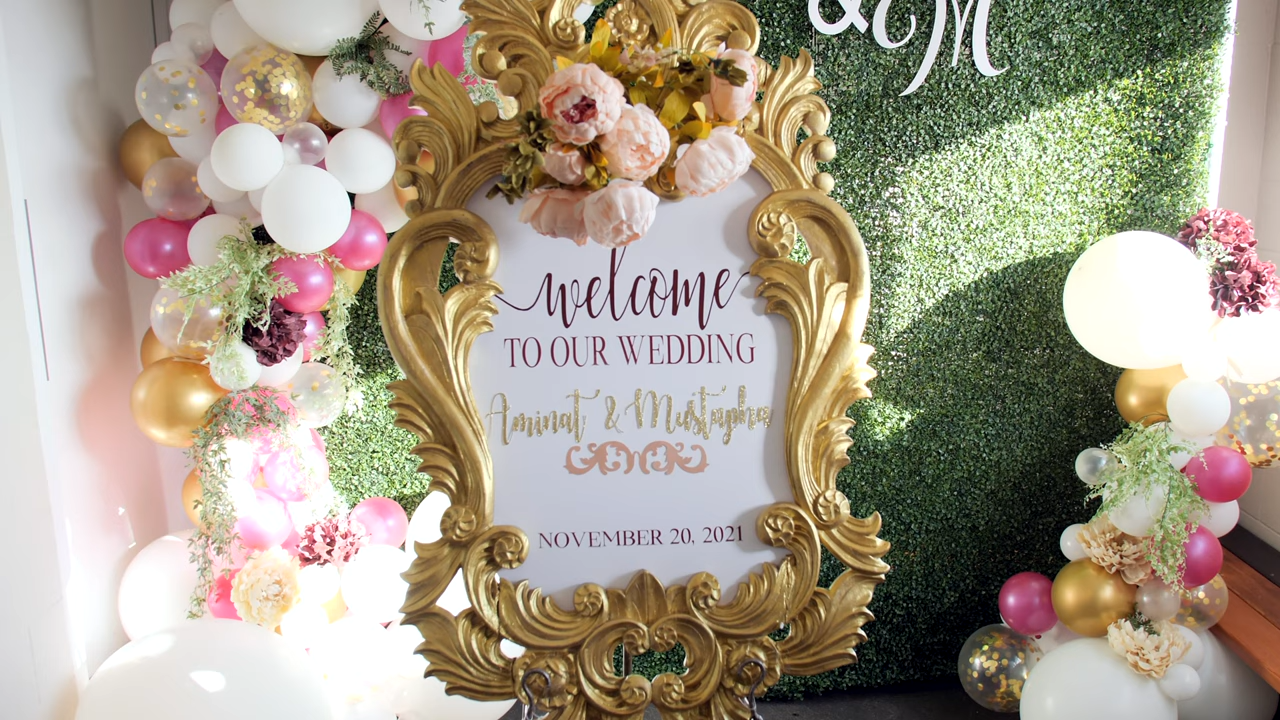 & M
welcome
TO OUR WEDDING
Aminat & Mustapha
NOVEMBER 20, 2021